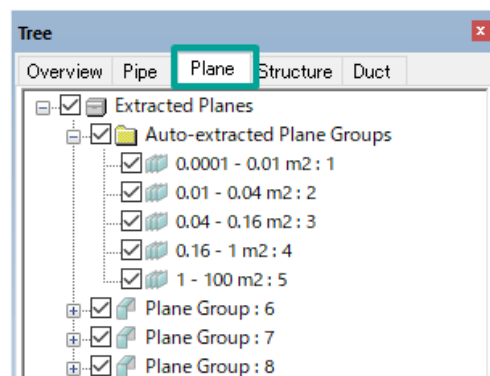 Tree
Overview Pipe Plane Structure Duct
Extracted Planes
Auto-extracted Plane Groups
0.0001 - 0.01 m2 : 1
0.01 - 0.04 m2 : 2
0.04 - 0.16 m2 : 3
0.16 - 1 m2 : 4
1 - 100 m2 : 5
Plane Group : 6
Plane Group : 7
Plane Group : 8